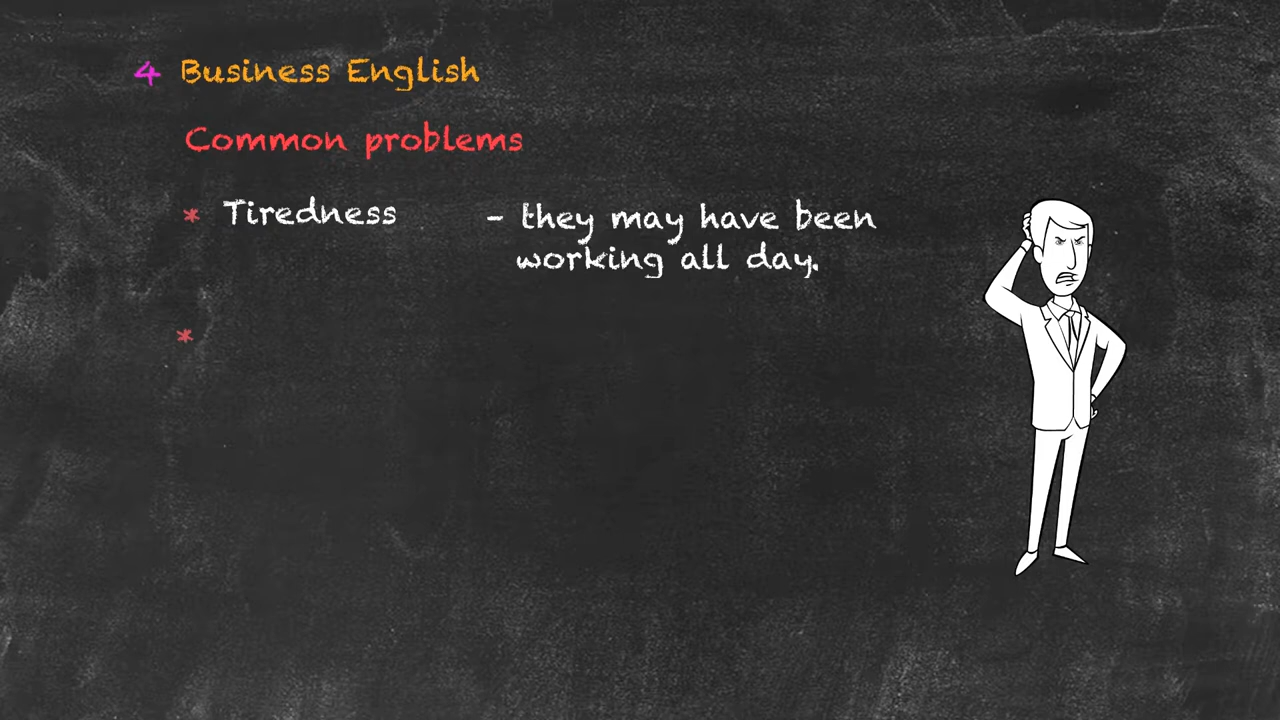 4 Business English
Common problems
* Tiredness - they may have been
working all day.
*